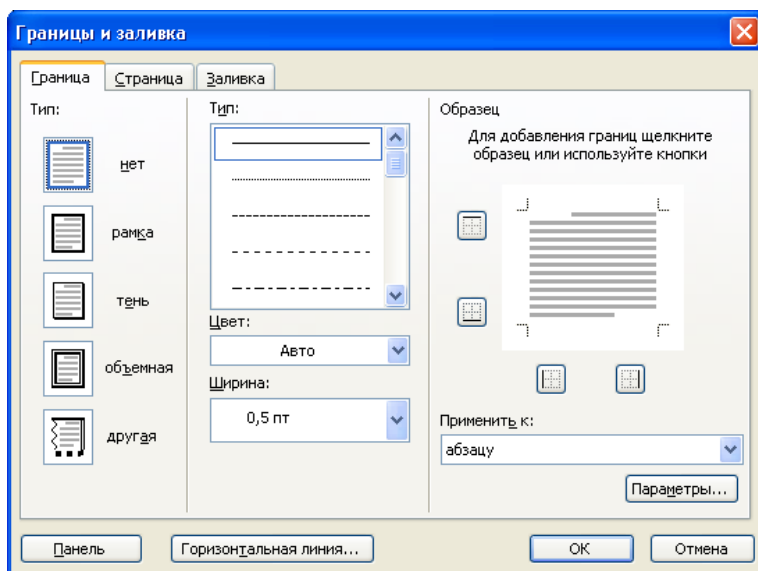 Границы и заливка
Граница Страница Заливка
Тип:
нет
рамка
тень
объемная
другая
Тип:
Цвет:
Авто
Ширина:
0,5 пт
Образец
Для добавления границ щелкните
образец или используйте кнопки
Применить к:
абзацу
Параметры...
Панель Горизонтальная линия... ОК Отмена